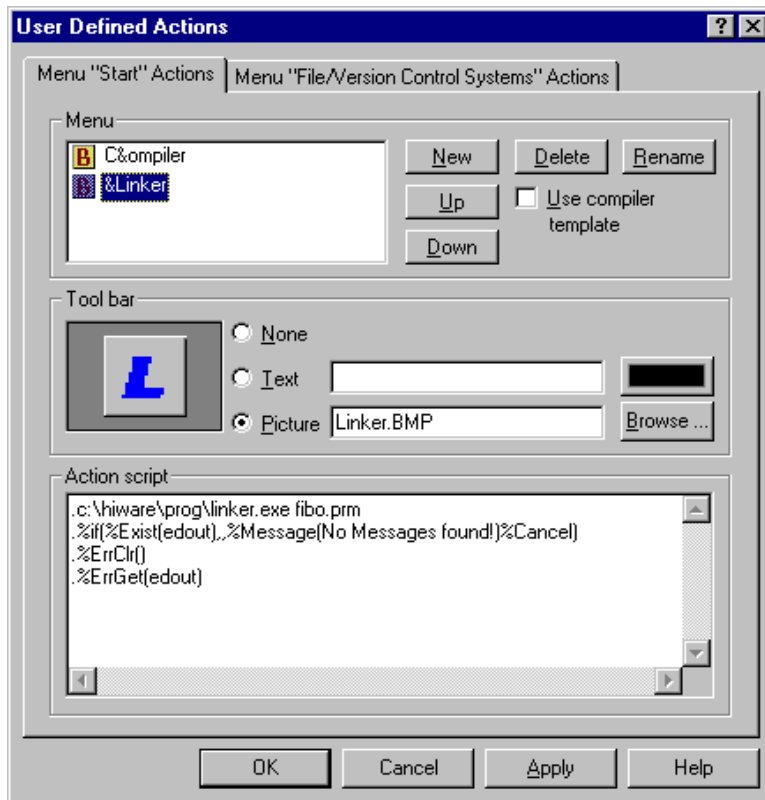 User Defined Actions
Menu "Start" Actions
Menu "File/Version Control Systems" Actions
Menu
C&ompiler
&Linker
New
Delete
Rename
Up
Use compiler
template
Down
Tool bar
L
None
Text
Picture
Linker.BMP
Browse ...
Action script
.c:\hiware\prog\linker.exe fibo.prm
.%if(%Exist(edout),,%Message(No Messages found!)%Cancel)
.%ErrClr()
.%ErrGet(edout)
OK
Cancel
Apply
Help